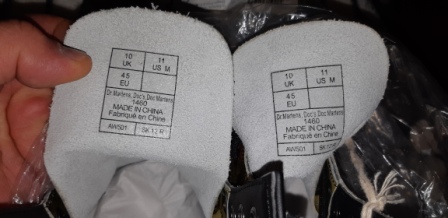 10 11
UK US M
45
EU
Dr.Martens, Doc's, Doc Martens
1460
MADE IN CHINA
Fabriqué en Chine
AW501 SK 12 R
10 11
UK US M
45
EU
Dr.Martens, Doc's, Doc Martens
1460
MADE IN CHINA
Fabriqué en Chine
AW501